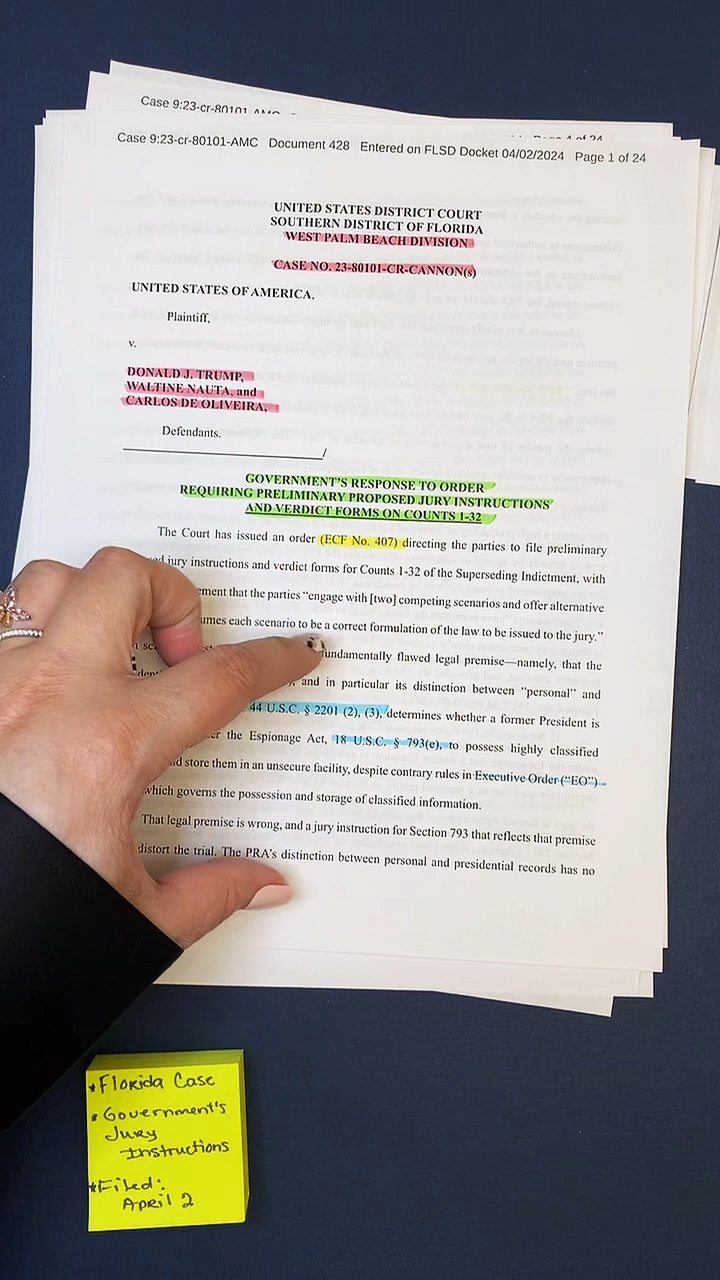 Case 9:23-cr-80101-AMC
Page 4 of 24
Case 9:23-cr-80101-AMC Document 428 Entered on FLSD Docket 04/02/2024 Page 1 of 24
UNITED STATES DISTRICT COURT
SOUTHERN DISTRICT OF FLORIDA
WEST PALM BEACH DIVISION
CASE NO. 23-80101-CR-CANNON(s)
UNITED STATES OF AMERICA,
Plaintiff,
v.
DONALD J. TRUMP,
WALTINE NAUTA, and
CARLOS DE OLIVEIRA,
Defendants.
/
GOVERNMENT'S RESPONSE TO ORDER
REQUIRING PRELIMINARY PROPOSED JURY INSTRUCTIONS
AND VERDICT FORMS ON COUNTS 1-32
The Court has issued an order (ECF No. 407) directing the parties to file preliminary
jury instructions and verdict forms for Counts 1-32 of the Superseding Indictment, with
that the parties “engage with [two] competing scenarios and offer alternative
each scenario to be a correct formulation of the law to be issued to the jury.”
fundamentally flawed legal premise—namely, that the
and in particular its distinction between “personal” and
44 U.S.C. § 2201 (2), (3), determines whether a former President is
the Espionage Act, 18 U.S.C. § 793(e), to possess highly classified
store them in an unsecure facility, despite contrary rules in Executive Order (“EO”)
which governs the possession and storage of classified information.
That legal premise is wrong, and a jury instruction for Section 793 that reflects that premise
distort the trial. The PRA's distinction between personal and presidential records has no
* Florida Case
* Government's
Jury
Instructions
* Filed:
April 2